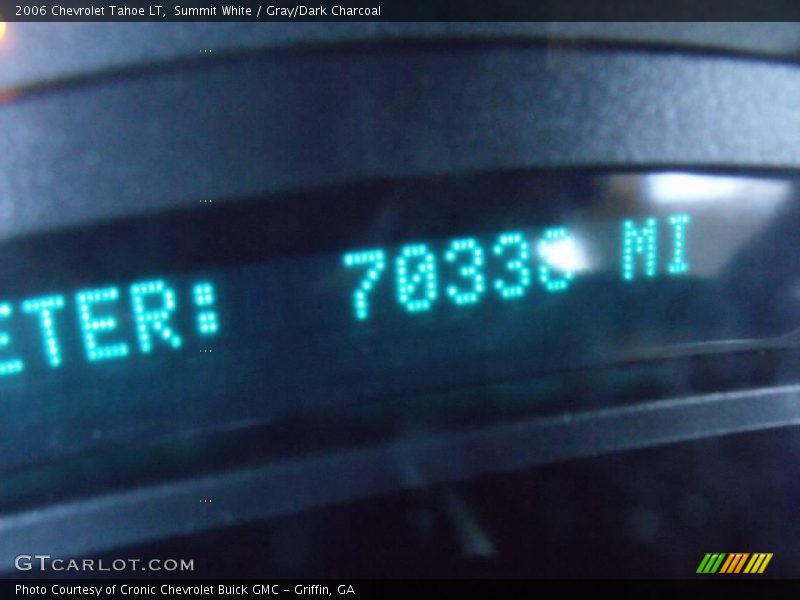 2006 Chevrolet Tahoe LT, Summit White / Gray/Dark Charcoal
ETER: MI
GTCARLOT.COM
Photo Courtesy of Cronic Chevrolet Buick GMC - Griffin, GA